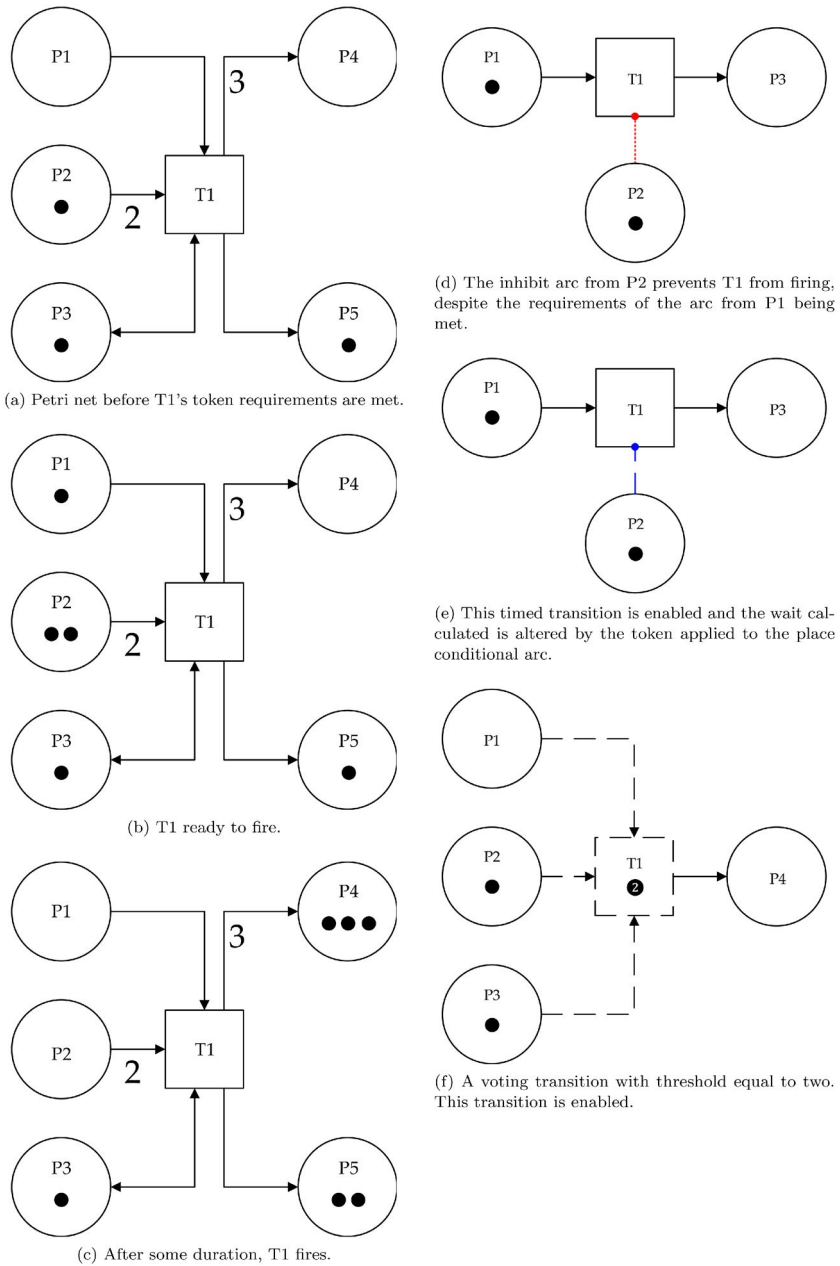 P1
3
P4
P2
2
T1
P3
P5
(a) Petri net before T1's token requirements are met.
P1
3
P4
P2
2
T1
P3
P5
(b) T1 ready to fire.
P1
3
P4
P2
2
T1
P3
P5
(c) After some duration, T1 fires.
P1
T1
P3
P2
(d) The inhibit arc from P2 prevents T1 from firing,
despite the requirements of the arc from P1 being
met.
P1
T1
P3
P2
(e) This timed transition is enabled and the wait cal-
culated is altered by the token applied to the place
conditional arc.
P1
P2
T1
2
P4
P3
(f) A voting transition with threshold equal to two.
This transition is enabled.